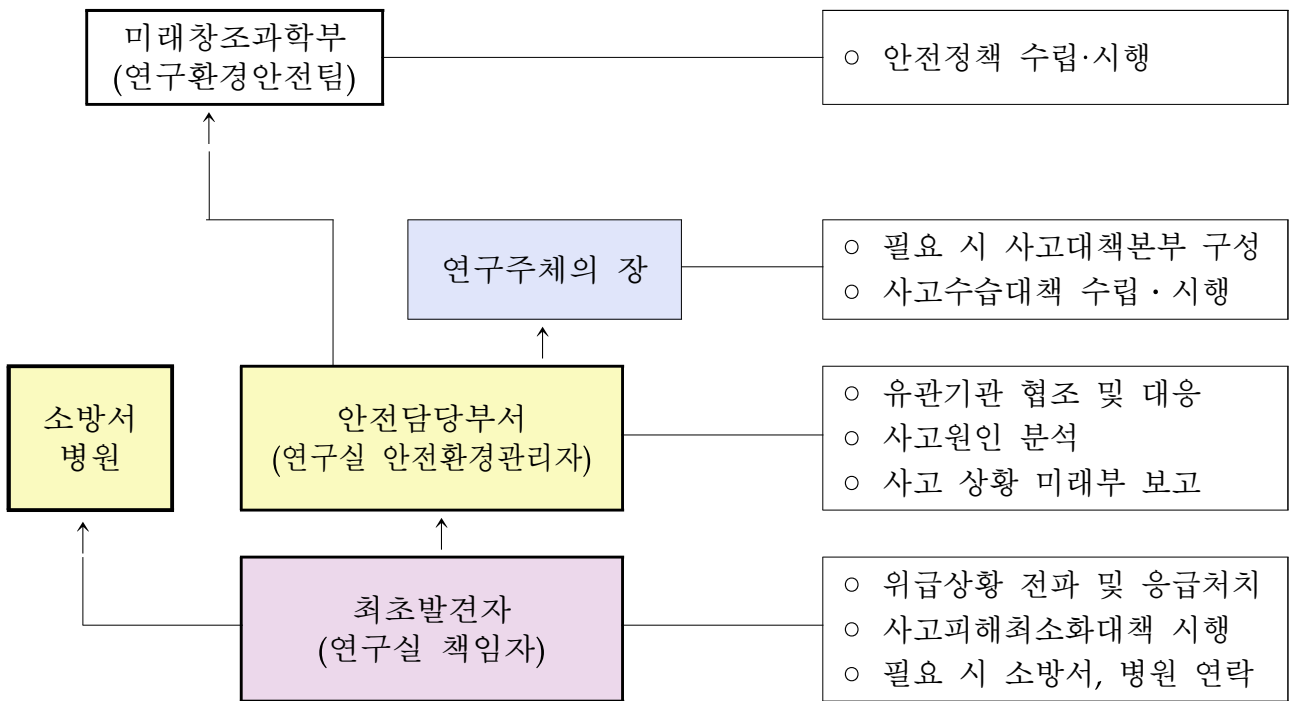 미래창조과학부
(연구환경안전팀)
○ 안전정책 수립·시행
연구주체의 장
○ 필요 시 사고대책본부 구성
○ 사고수습대책 수립 · 시행
소방서
병원
안전담당부서
(연구실 안전환경관리자)
○ 유관기관 협조 및 대응
○ 사고원인 분석
○ 사고 상황 미래부 보고
최초발견자
(연구실 책임자)
○ 위급상황 전파 및 응급처치
○ 사고피해최소화대책 시행
○ 필요 시 소방서, 병원 연락